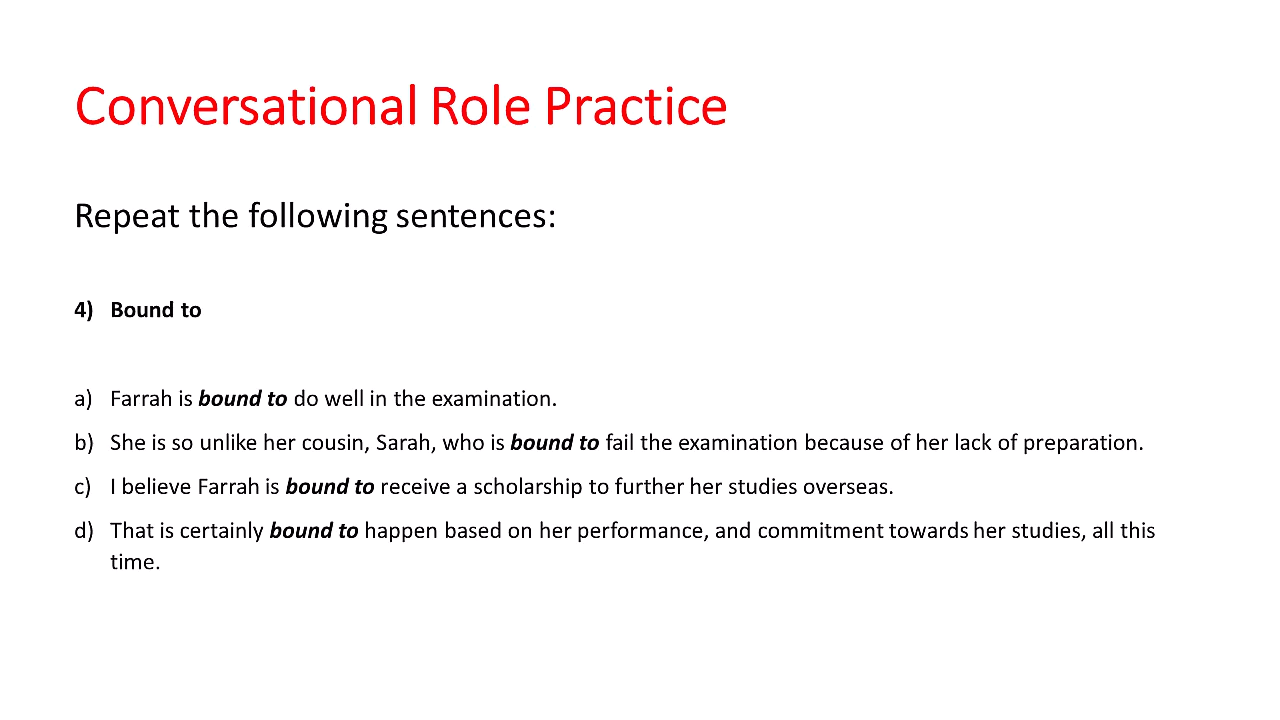 Conversational Role Practice
Repeat the following sentences:
4) Bound to
a) Farrah is bound to do well in the examination.
b) She is so unlike her cousin, Sarah, who is bound to fail the examination because of her lack of preparation.
c) I believe Farrah is bound to receive a scholarship to further her studies overseas.
d) That is certainly bound to happen based on her performance, and commitment towards her studies, all this
time.